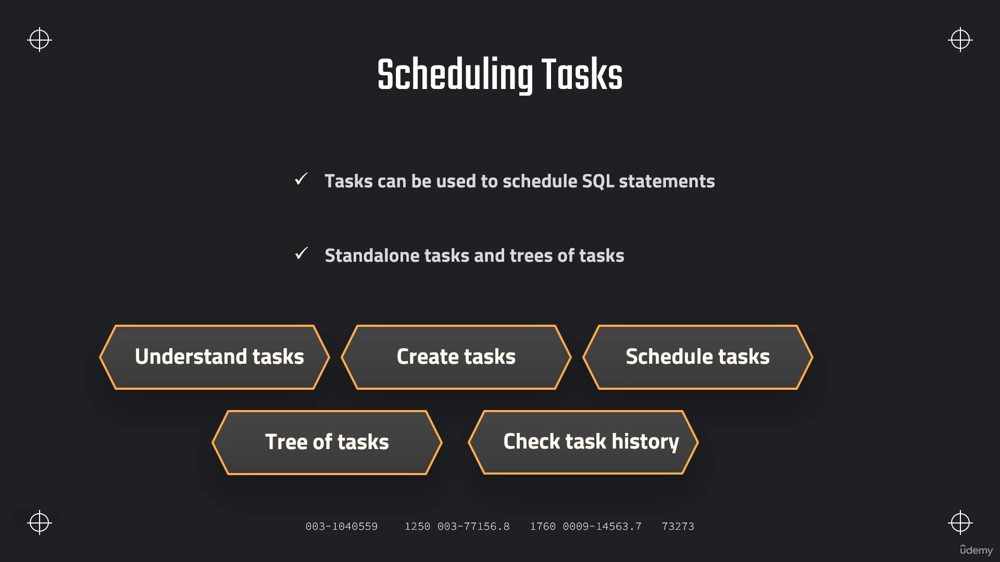 Scheduling Tasks
✓ Tasks can be used to schedule SQL statements
✓ Standalone tasks and trees of tasks
Understand tasks
Create tasks
Schedule tasks
Tree of tasks
Check task history
003-1040559 1250 003-77156.8 1760 0009-14563.7 73273
ûdemy